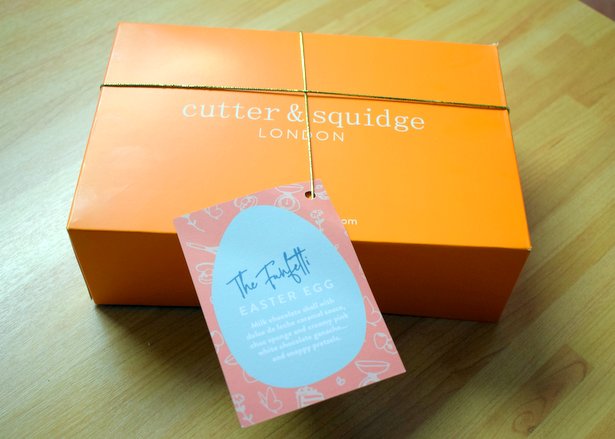 cutter & squidge
LONDON
om
The Funfetti
EASTER EGG
Milk chocolate shell with
dulce de leche caramel sauce,
choc sponge and creamy pink
white chocolate ganache...
and snappy pretzels.